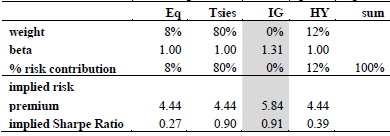 Eq Tsies IG HY sum
weight 8% 80% 0% 12%
beta 1.00 1.00 1.31 1.00
% risk contribution 8% 80% 0% 12% 100%
implied risk
premium 4.44 4.44 5.84 4.44
implied Sharpe Ratio 0.27 0.90 0.91 0.39